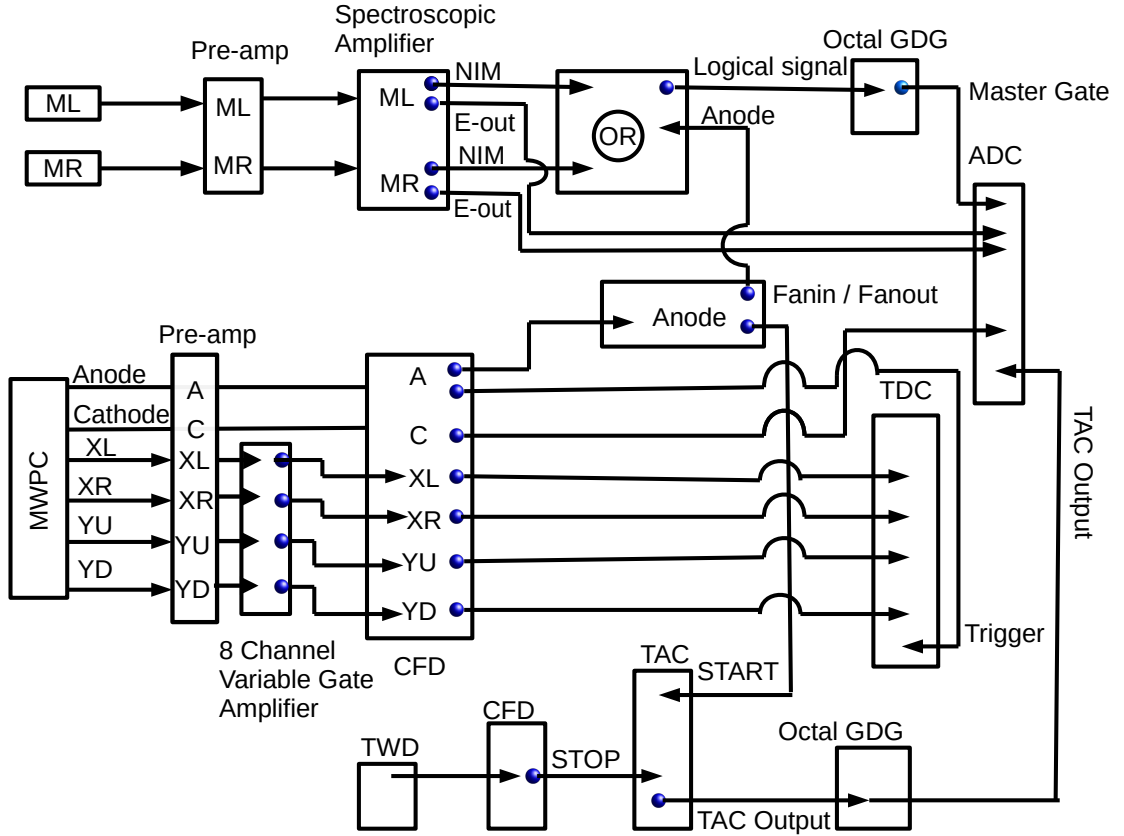 Spectroscopic
Amplifier
Pre-amp
Octal GDG
ML
ML
ML
NIM
E-out
OR
Logical signal
Anode
Master Gate
MR
MR
MR
NIM
E-out
ADC
Anode
Fanin / Fanout
Pre-amp
MWPC
Anode
Cathode
XL
XR
YU
YD
A
C
XL
XR
YU
YD
A
C
XL
XR
YU
YD
TDC
Trigger
TAC Output
8 Channel
Variable Gate
Amplifier
CFD
TAC
START
CFD
TWD
STOP
TAC Output
Octal GDG